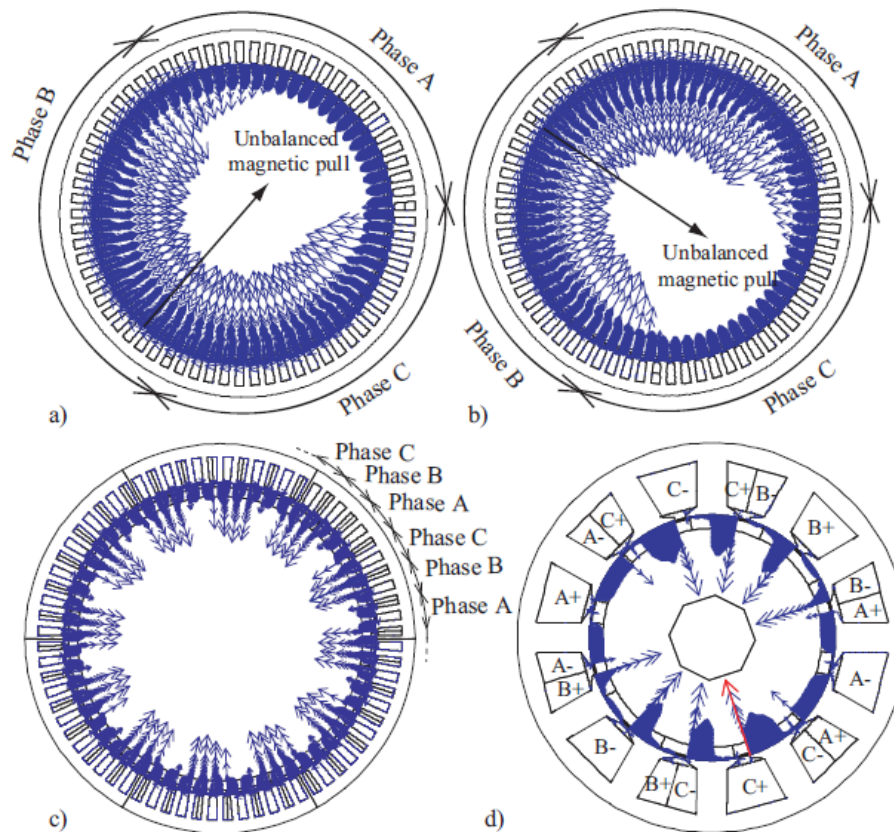 Phase A
Phase B
Unbalanced
magnetic pull
Phase C
a)
Phase A
Unbalanced
magnetic pull
Phase B
Phase C
b)
Phase C
Phase B
Phase A
Phase C
Phase B
Phase A
c)
C-
C+
B-
C+
A-
B+
A+
B-
A+
A-
B+
A-
B-
A+
C-
B+
C-
C+
d)